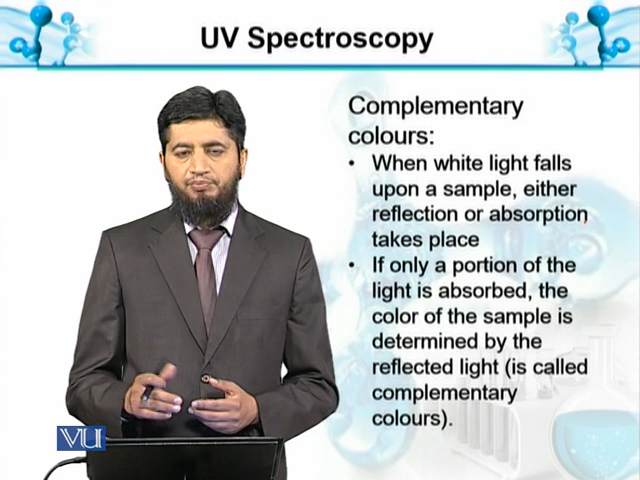 UV Spectroscopy
Complementary
colours:
• When white light falls
upon a sample, either
reflection or absorption
takes place
• If only a portion of the
light is absorbed, the
color of the sample is
determined by the
reflected light (is called
complementary
colours).
VU